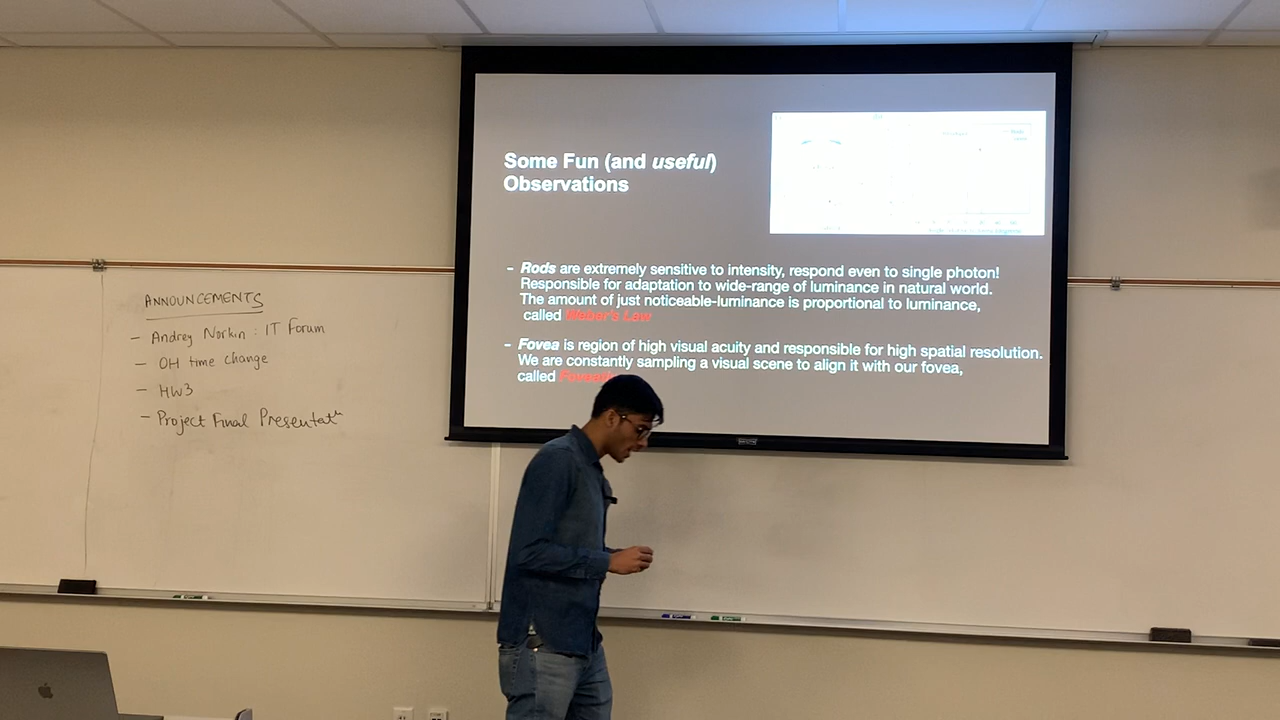 Some Fun (and useful)
Observations
- Rods are extremely sensitive to intensity, respond even to single photon!
Responsible for adaptation to wide-range of luminance in natural world.
The amount of just noticeable-luminance is proportional to luminance,
called Weber's Law
- Fovea is region of high visual acuity and responsible for high spatial resolution.
We are constantly sampling a visual scene to align it with our fovea,
called
ANNOUNCEMENTS
- Andrey Norkin : IT Forum
- OH time change
- HW3
- Project Final Presentatn